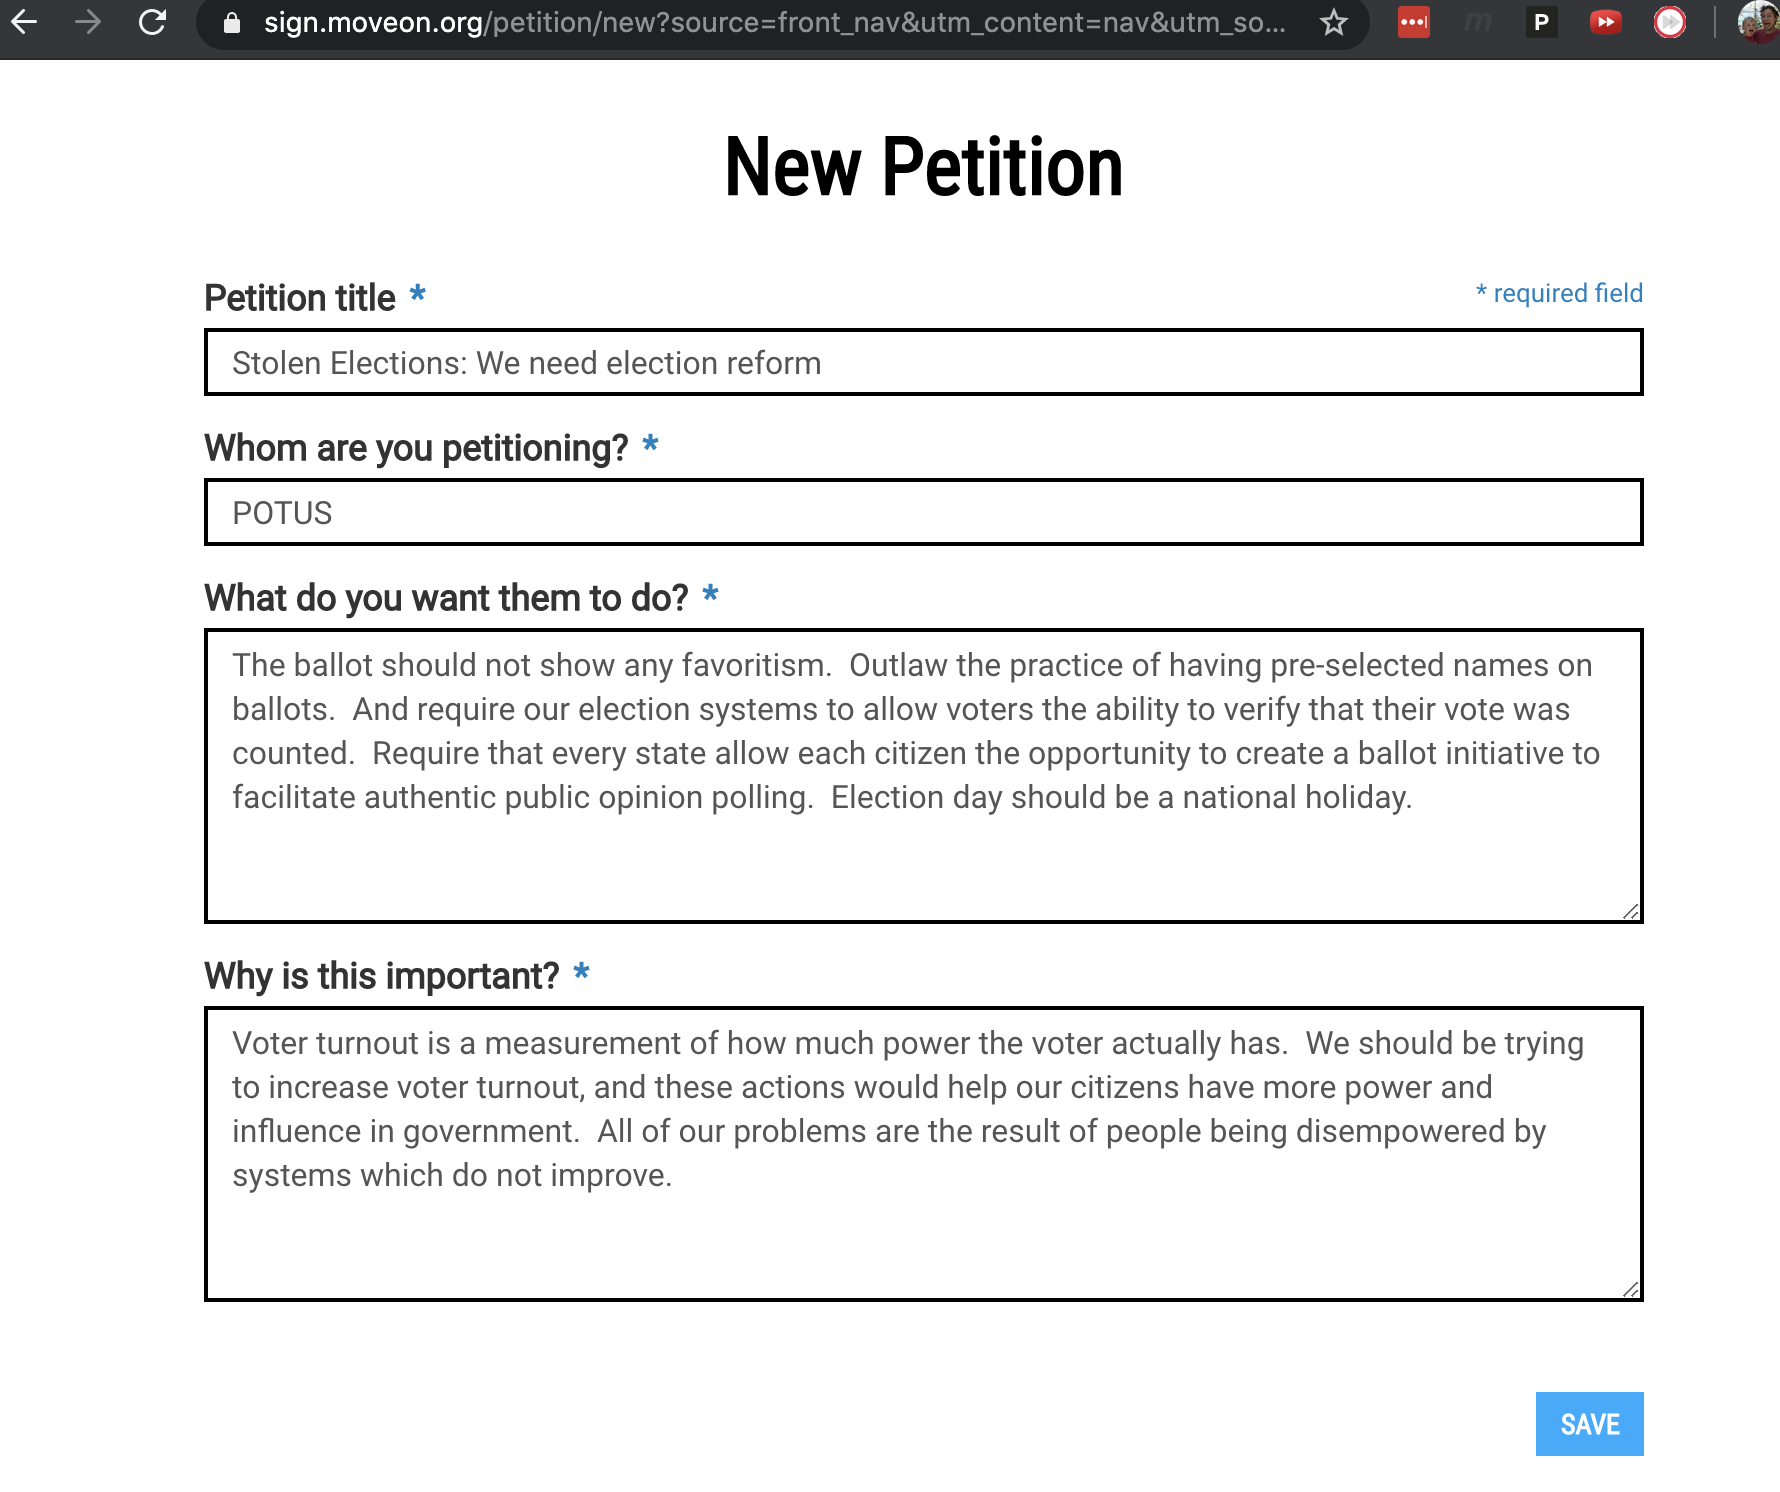 sign.moveon.org/petition/new?source=front_nav&utm_content=nav&utm_so...
P
New Petition
Petition title *
* required field
Stolen Elections: We need election reform
Whom are you petitioning? *
POTUS
What do you want them to do? *
The ballot should not show any favoritism.  Outlaw the practice of having pre-selected names on
ballots.  And require our election systems to allow voters the ability to verify that their vote was
counted.  Require that every state allow each citizen the opportunity to create a ballot initiative to
facilitate authentic public opinion polling.  Election day should be a national holiday.
Why is this important? *
Voter turnout is a measurement of how much power the voter actually has.  We should be trying
to increase voter turnout, and these actions would help our citizens have more power and
influence in government.  All of our problems are the result of people being disempowered by
systems which do not improve.
SAVE